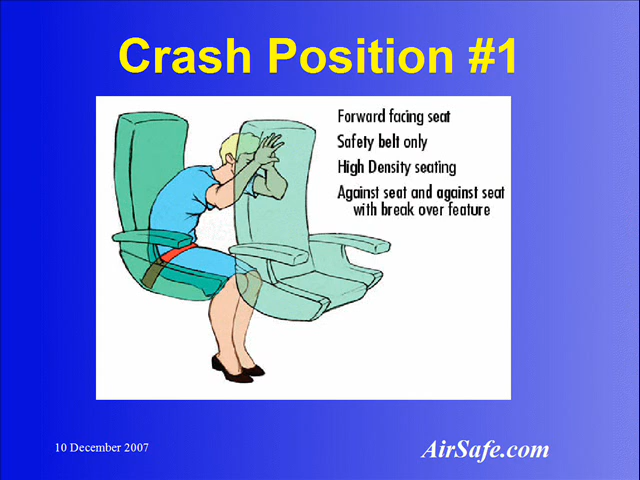 Crash Position #1
Forward facing seat
Safety belt only
High Density seating
Against seat and against seat
with break over feature
10 December 2007
AirSafe.com